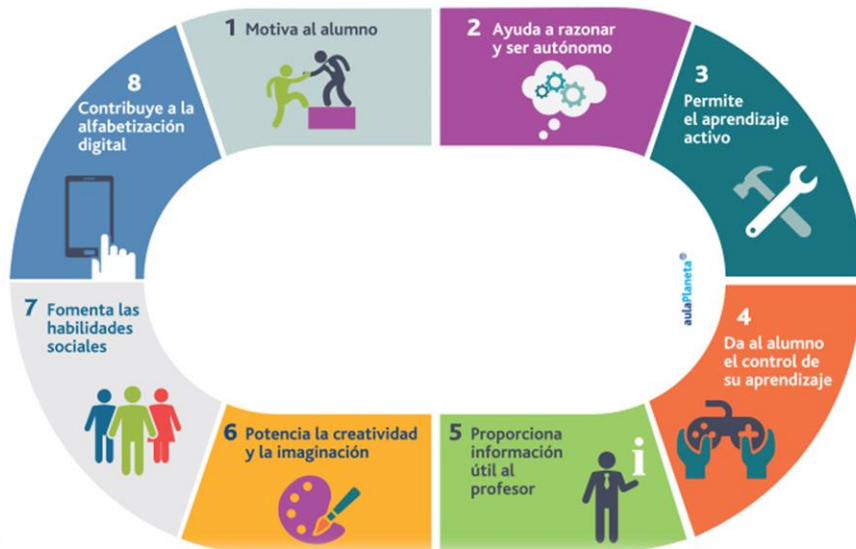 1 Motiva al alumno
2 Ayuda a razonar
y ser autónomo
3
Permite
el aprendizaje
activo
4
Da al alumno
el control de
su aprendizaje
5 Proporciona
información
útil al
profesor
i
6 Potencia la creatividad
y la imaginación
7 Fomenta las
habilidades
sociales
8
Contribuye a la
alfabetización
digital
aulaPlaneta®